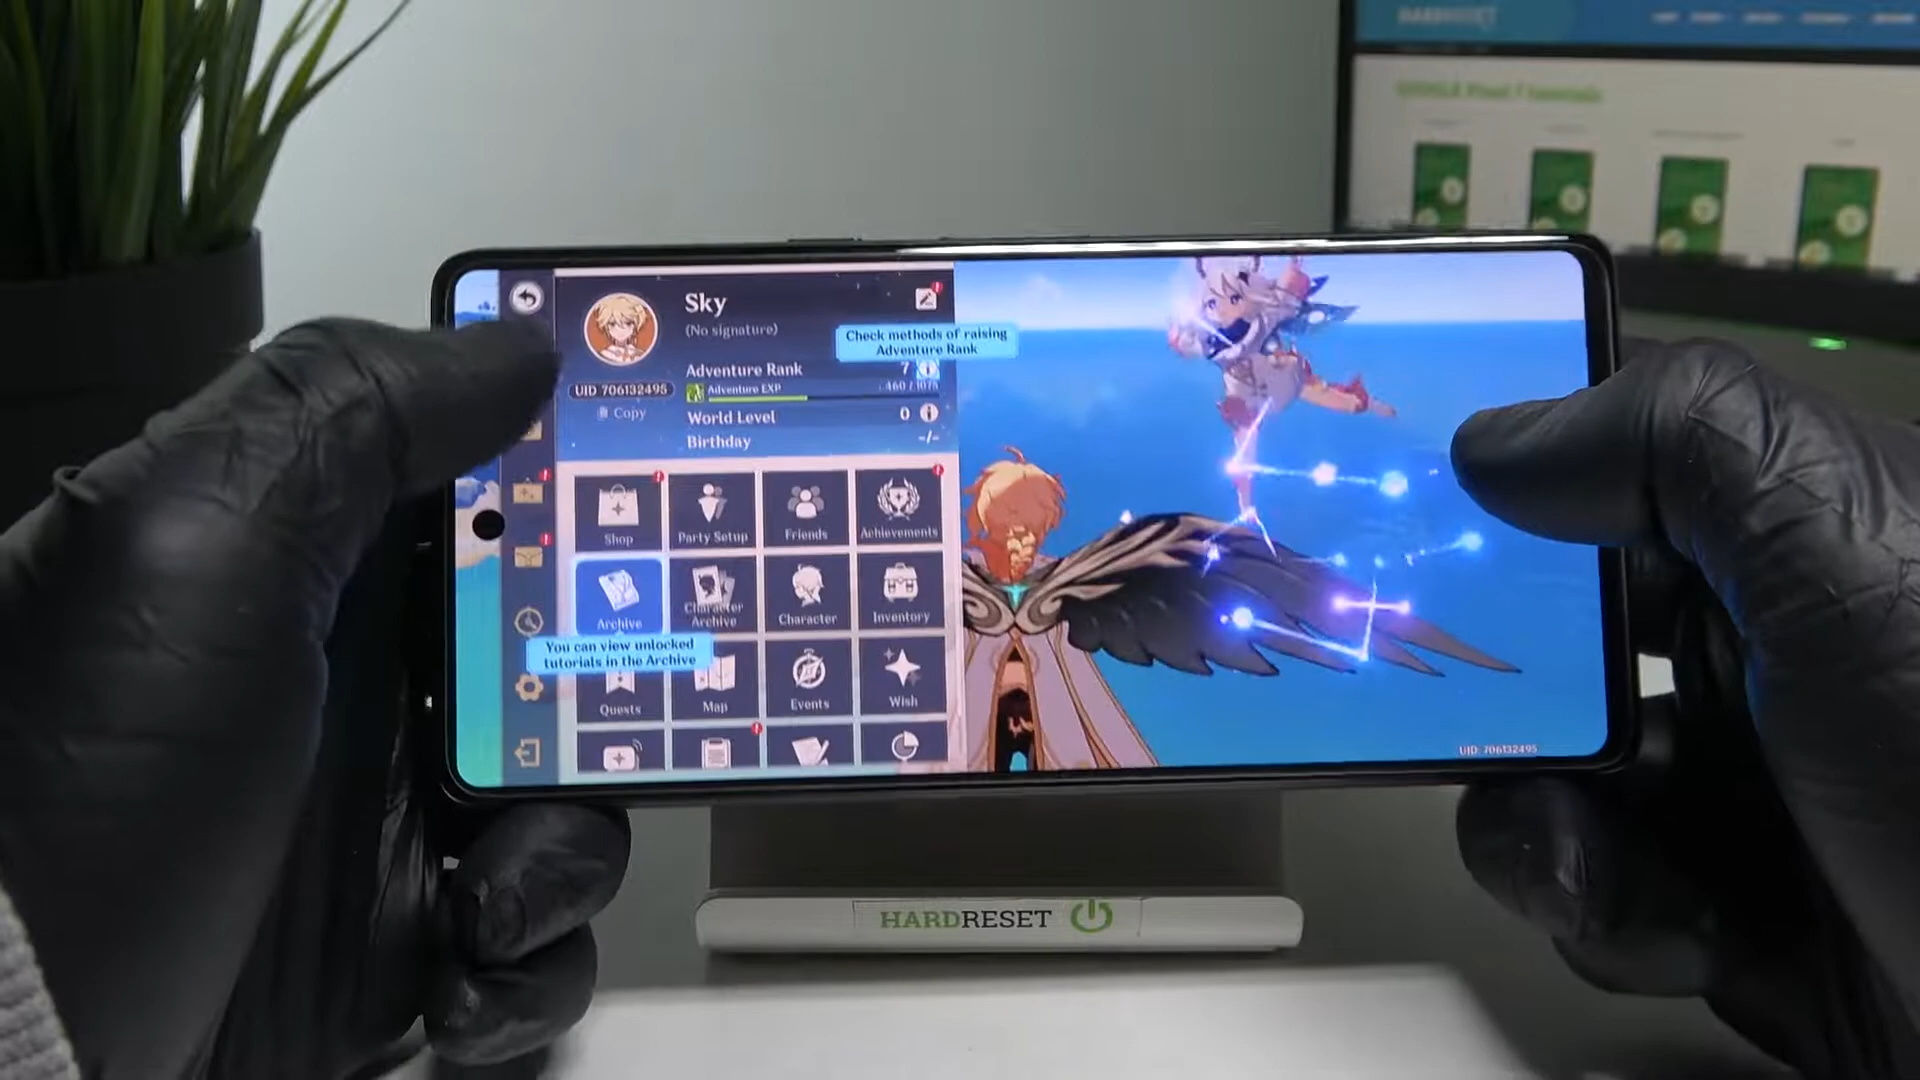 Sky
(No signature)
Check methods of raising
Adventure Rank
Adventure Rank 7
UID 706132495
Adventure EXP 460 / 1075
Copy
World Level 0
Birthday -/-
Shop
Party Setup
Friends
Achievements
Archive
Character
Archive
Character
Inventory
You can view unlocked
tutorials in the Archive
Quests
Map
Events
Wish
UID: 706132495
HARDRESET